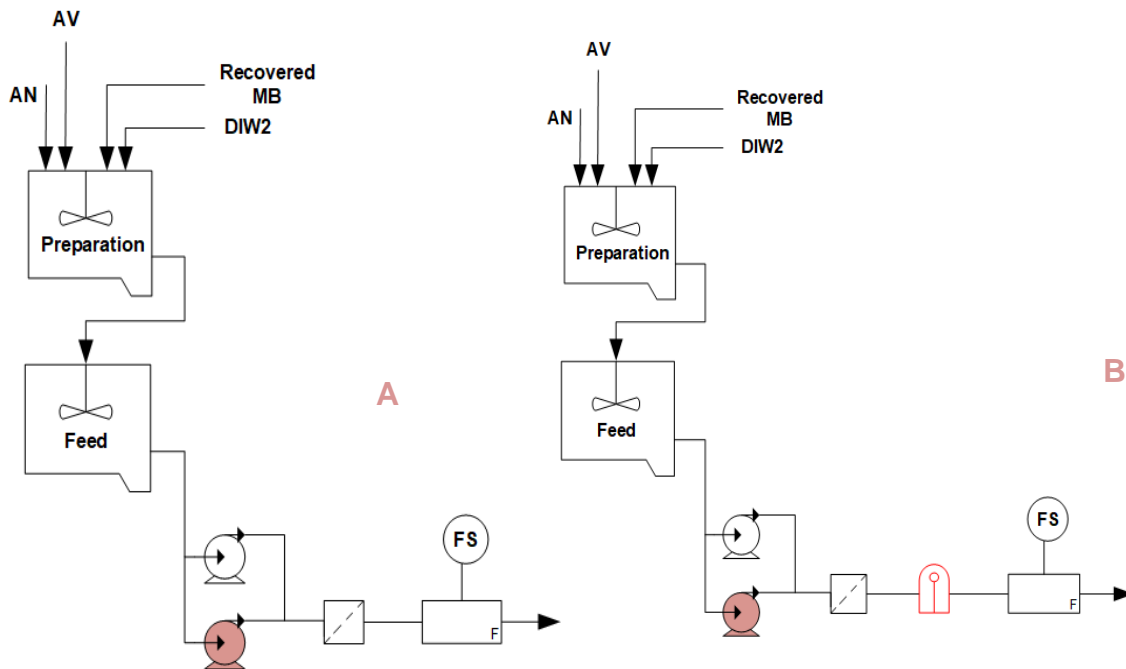 AV
AN
Recovered
MB
DIW2
Preparation
Feed
A
FS
F
AV
AN
Recovered
MB
DIW2
Preparation
Feed
B
FS
F